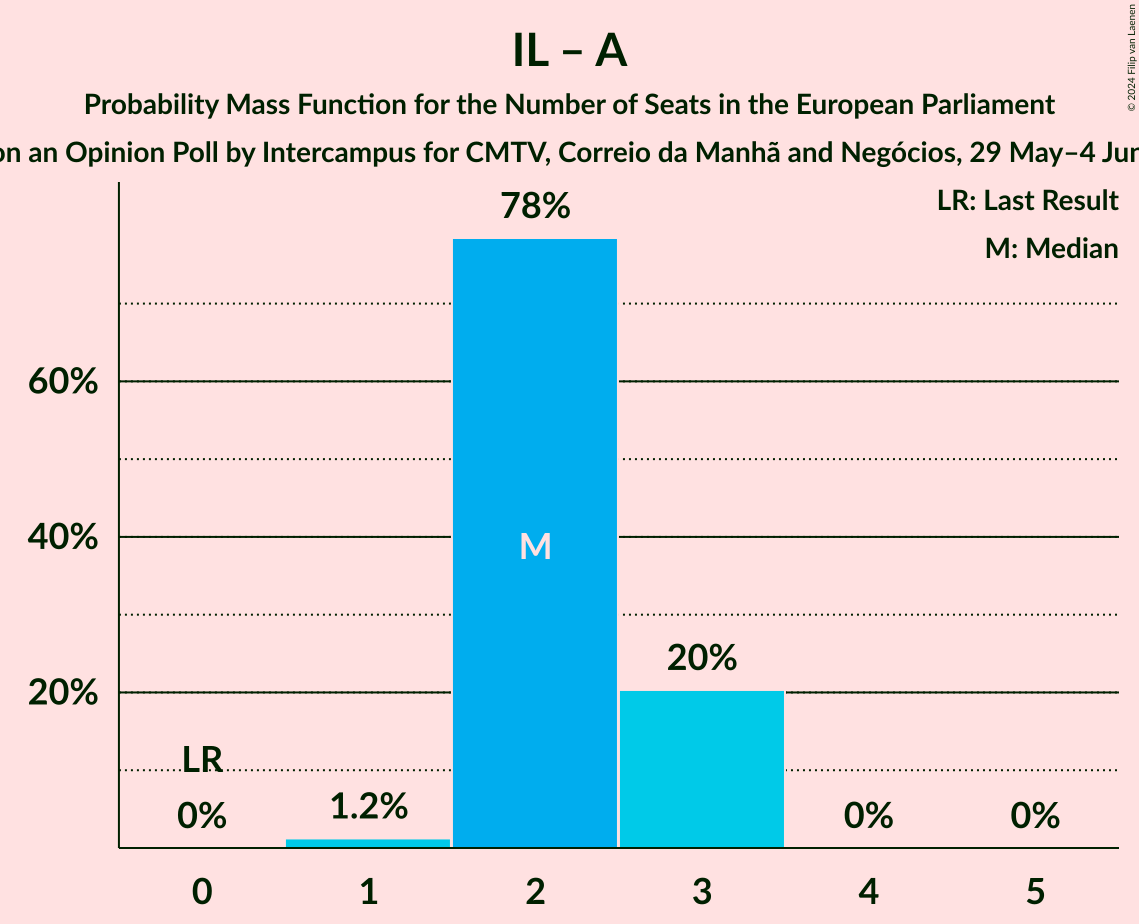 IL – A
Probability Mass Function for the Number of Seats in the European Parliament
on an Opinion Poll by Intercampus for CMTV, Correio da Manhã and Negócios, 29 May–4 Jun
© 2024 Filip van Laenen
LR: Last Result
M: Median
78%
60%
40%
20%
M
20%
LR
0%
1.2%
0%
0%
0 1 2 3 4 5